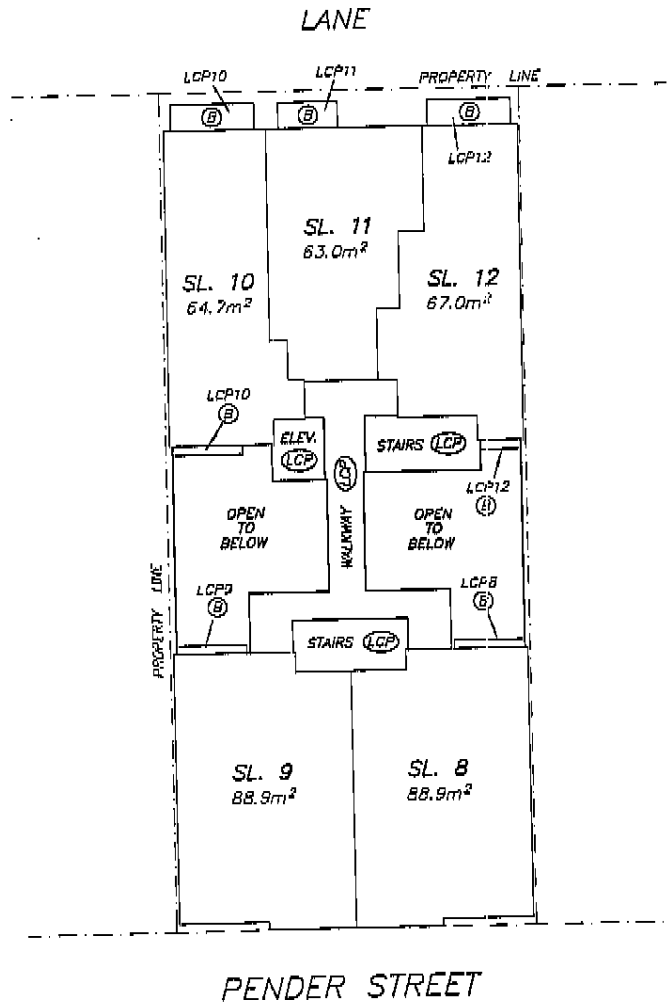 LANE
LCP10
LCP11
PROPERTY LINE
B
B
B
LCP12
SL. 11
63.0m²
SL. 10
64.7m²
SL. 12
67.0m²
LCP10
B
ELEV.
LCP
STAIRS LCP
WALKWAY LCP
LCP12
B
OPEN
TO
BELOW
OPEN
TO
BELOW
PROPERTY LINE
LCP9
B
LCP8
B
STAIRS LCP
SL. 9
88.9m²
SL. 8
88.9m²
PENDER STREET